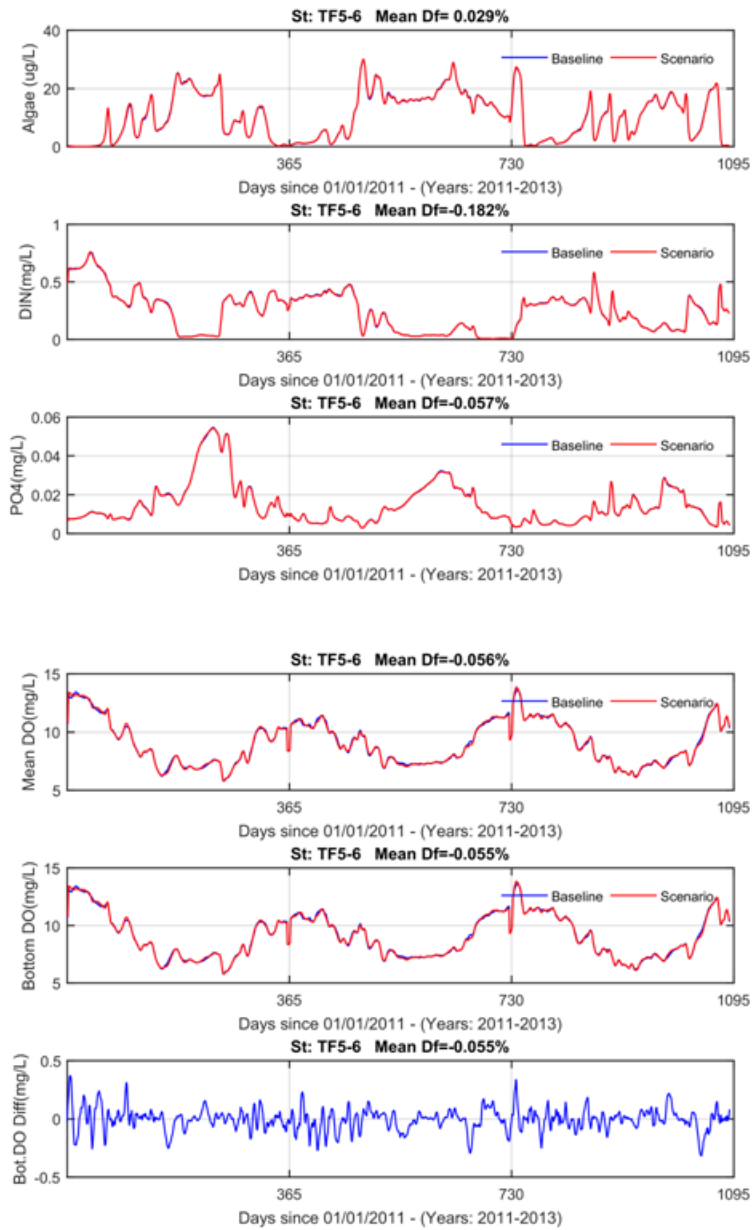 St: TF5-6 Mean Df= 0.029%
40
20
0
Algae (ug/L)
Baseline
Scenario
365
730
1095
Days since 01/01/2011 - (Years: 2011-2013)
St: TF5-6 Mean Df=-0.182%
1
0.5
0
DIN(mg/L)
Baseline
Scenario
365
730
1095
Days since 01/01/2011 - (Years: 2011-2013)
St: TF5-6 Mean Df=-0.057%
0.06
0.04
0.02
0
PO4(mg/L)
Baseline
Scenario
365
730
1095
Days since 01/01/2011 - (Years: 2011-2013)
St: TF5-6 Mean Df=-0.056%
15
10
5
Mean DO(mg/L)
Baseline
Scenario
365
730
1095
Days since 01/01/2011 - (Years: 2011-2013)
St: TF5-6 Mean Df=-0.055%
15
10
5
Bottom DO(mg/L)
Baseline
Scenario
365
730
1095
Days since 01/01/2011 - (Years: 2011-2013)
St: TF5-6 Mean Df=-0.055%
0.5
0
-0.5
Bot.DO Diff(mg/L)
365
730
1095
Days since 01/01/2011 - (Years: 2011-2013)